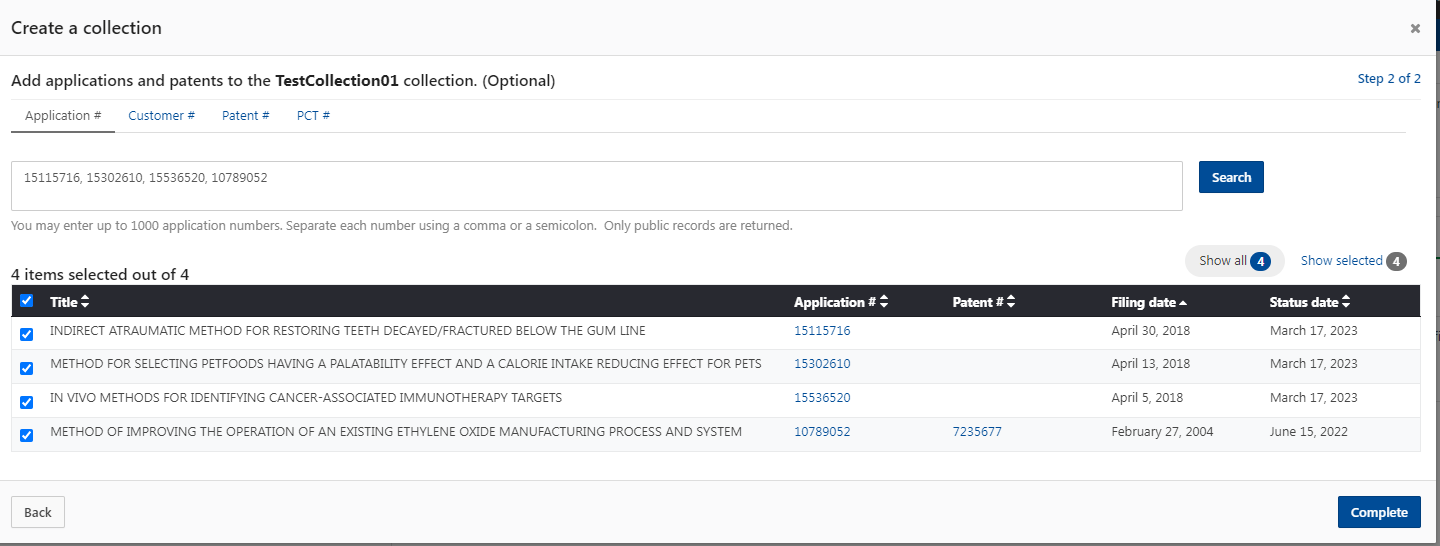 Create a collection
Add applications and patents to the TestCollection01 collection. (Optional)
Step 2 of 2
Application # Customer # Patent # PCT #
15115716, 15302610, 15536520, 10789052
Search
You may enter up to 1000 application numbers. Separate each number using a comma or a semicolon. Only public records are returned.
4 items selected out of 4
Show all 4 Show selected 4
Title Application # Patent # Filing date Status date
INDIRECT ATRAUMATIC METHOD FOR RESTORING TEETH DECAYED/FRACTURED BELOW THE GUM LINE 15115716 April 30, 2018 March 17, 2023
METHOD FOR SELECTING PETFOODS HAVING A PALATABILITY EFFECT AND A CALORIE INTAKE REDUCING EFFECT FOR PETS 15302610 April 13, 2018 March 17, 2023
IN VIVO METHODS FOR IDENTIFYING CANCER-ASSOCIATED IMMUNOTHERAPY TARGETS 15536520 April 5, 2018 March 17, 2023
METHOD OF IMPROVING THE OPERATION OF AN EXISTING ETHYLENE OXIDE MANUFACTURING PROCESS AND SYSTEM 10789052 7235677 February 27, 2004 June 15, 2022
Back
Complete